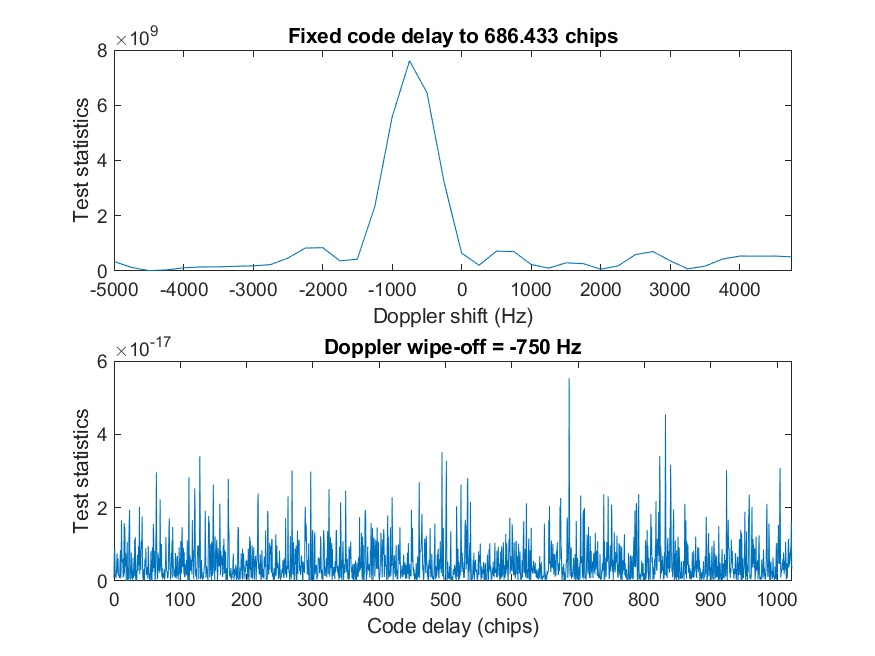 ×10^9
Fixed code delay to 686.433 chips
8
6
4
2
0
Test statistics
-5000 -4000 -3000 -2000 -1000 0 1000 2000 3000 4000
Doppler shift (Hz)
×10^-17
Doppler wipe-off = -750 Hz
6
4
2
0
Test statistics
0 100 200 300 400 500 600 700 800 900 1000
Code delay (chips)